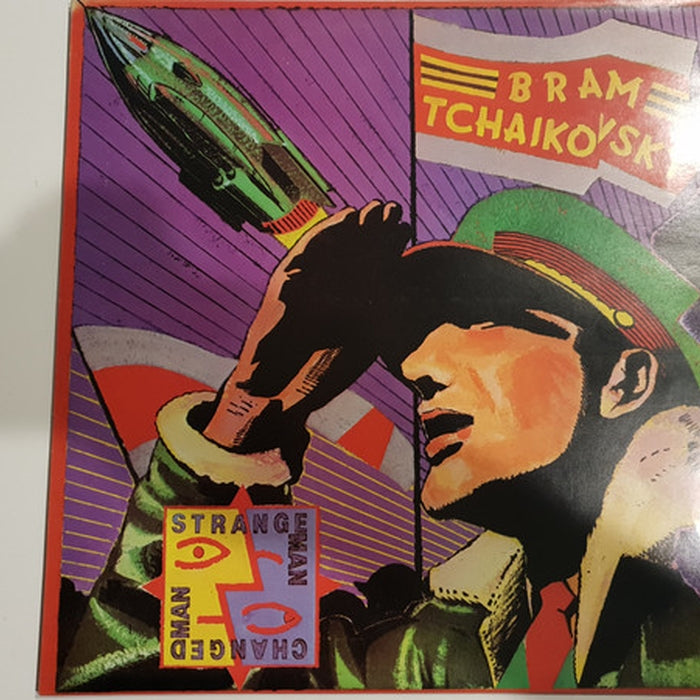 BRAM
TCHAIKOVSK
STRANGE
MAN
CHANGED
MAN